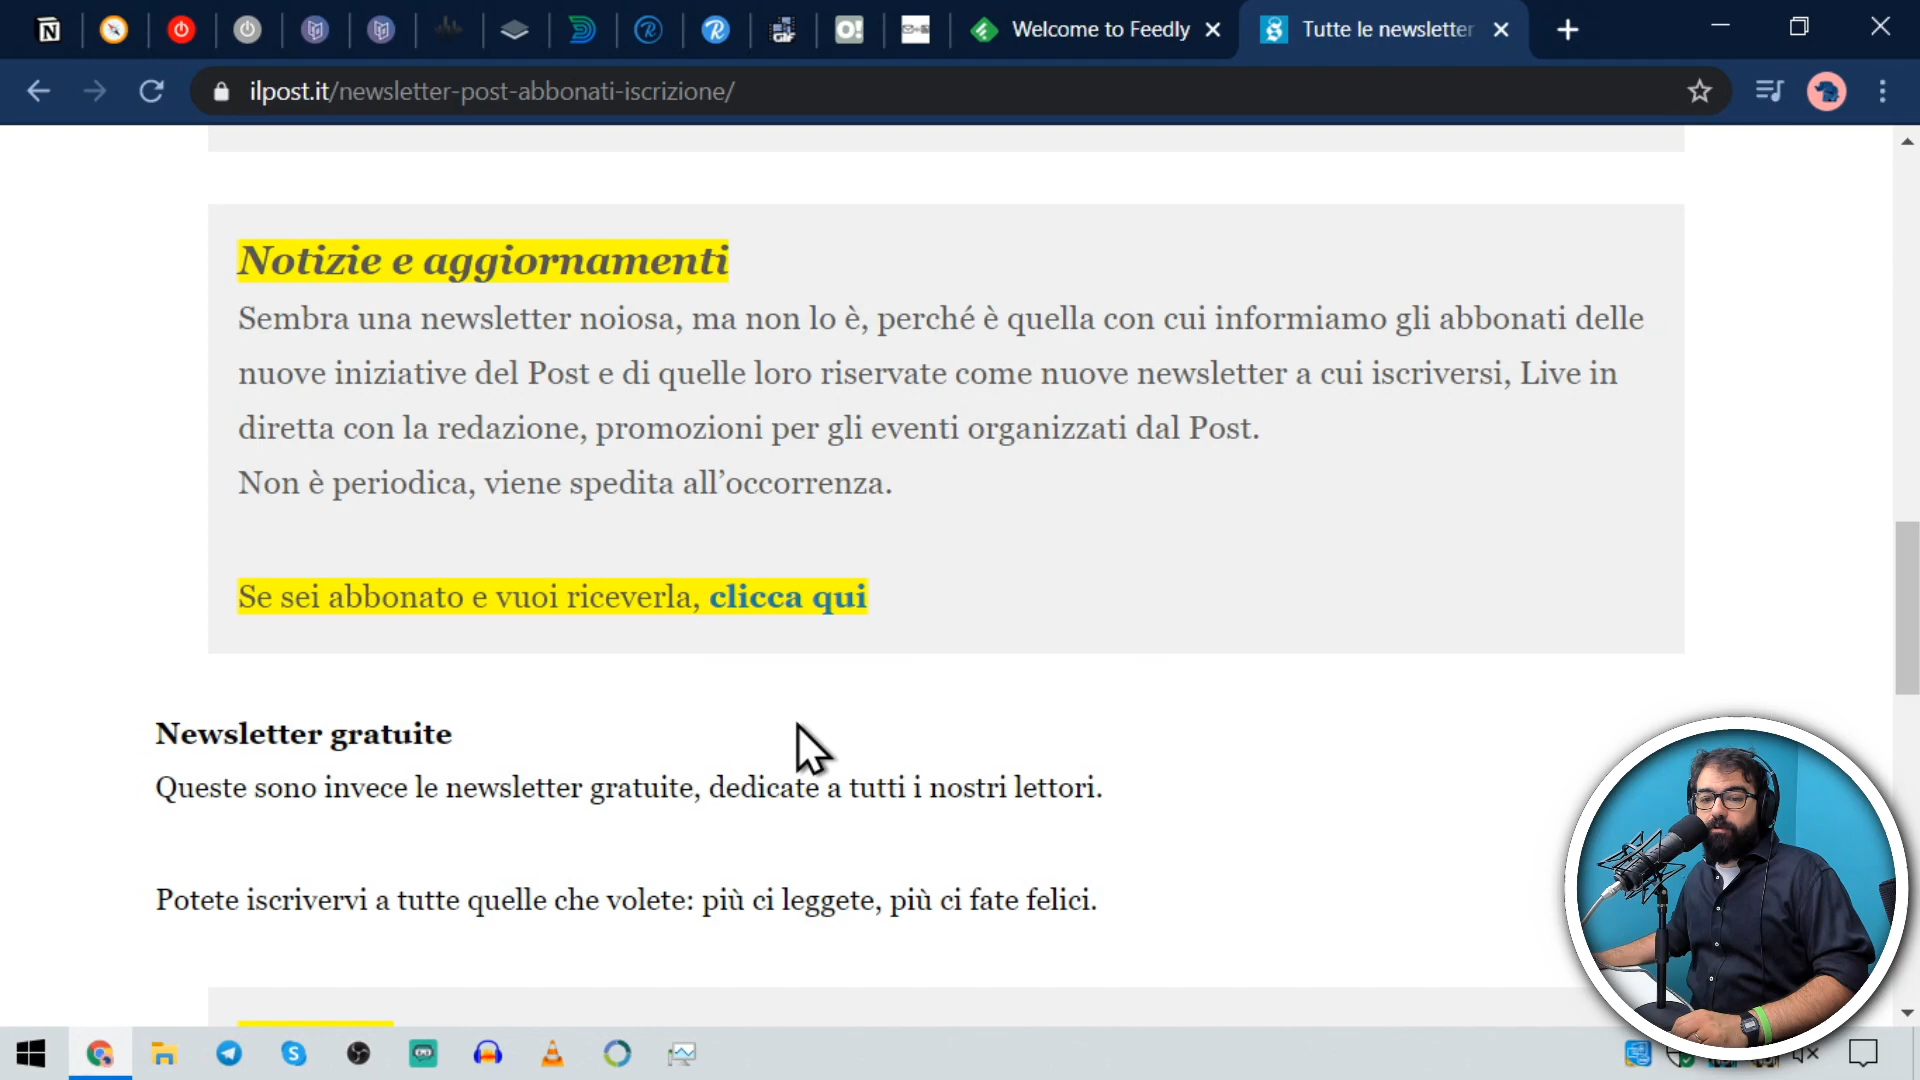 Welcome to Feedly
Tutte le newsletter
ilpost.it/newsletter-post-abbonati-iscrizione/
Notizie e aggiornamenti
Sembra una newsletter noiosa, ma non lo è, perché è quella con cui informiamo gli abbonati delle
nuove iniziative del Post e di quelle loro riservate come nuove newsletter a cui iscriversi, Live in
diretta con la redazione, promozioni per gli eventi organizzati dal Post.
Non è periodica, viene spedita all’occorrenza.
Se sei abbonato e vuoi riceverla, clicca qui
Newsletter gratuite
Queste sono invece le newsletter gratuite, dedicate a tutti i nostri lettori.
Potete iscrivervi a tutte quelle che volete: più ci leggete, più ci fate felici.